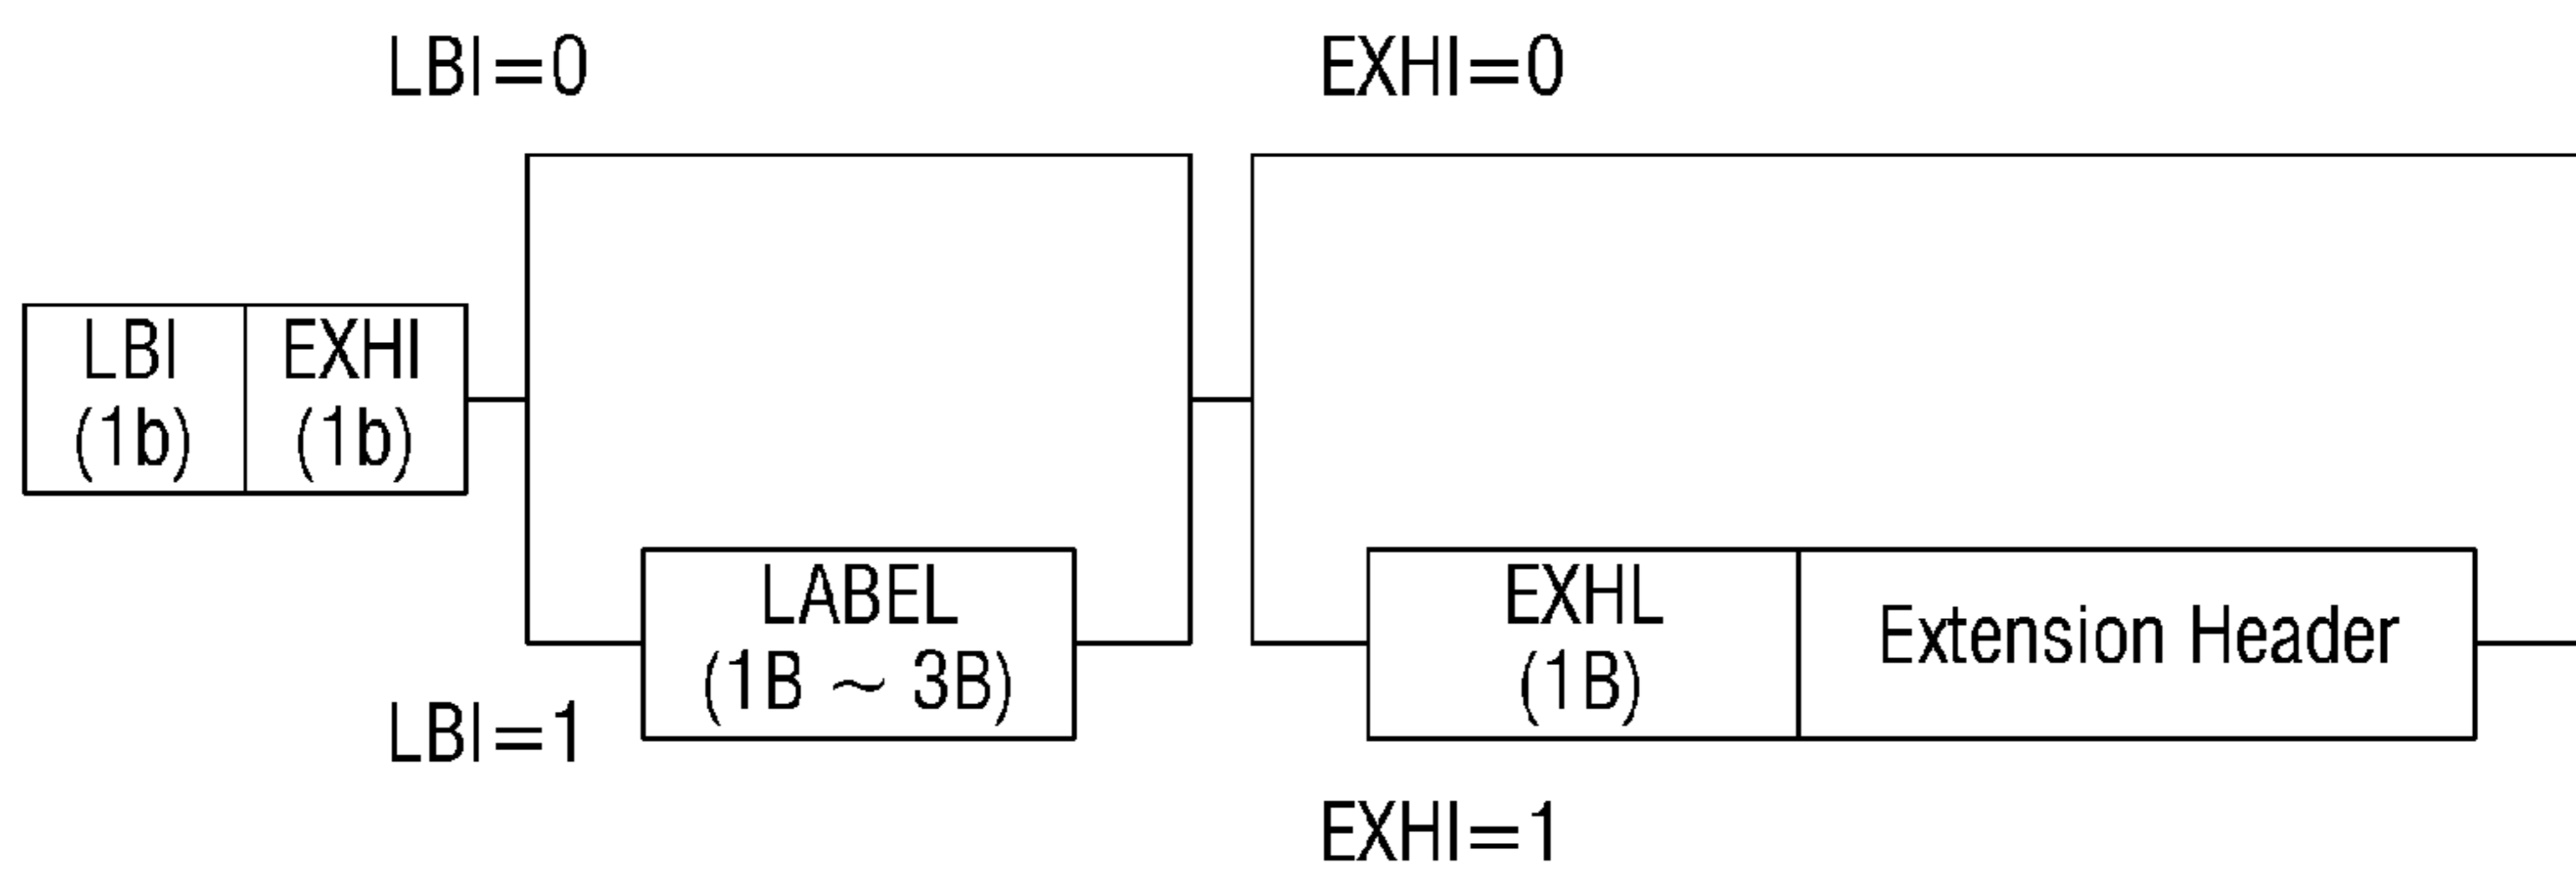 LBI=0
EXHI=0
LBI
(1b)
EXHI
(1b)
LABEL
(1B ~ 3B)
EXHL
(1B)
Extension Header
LBI=1
EXHI=1